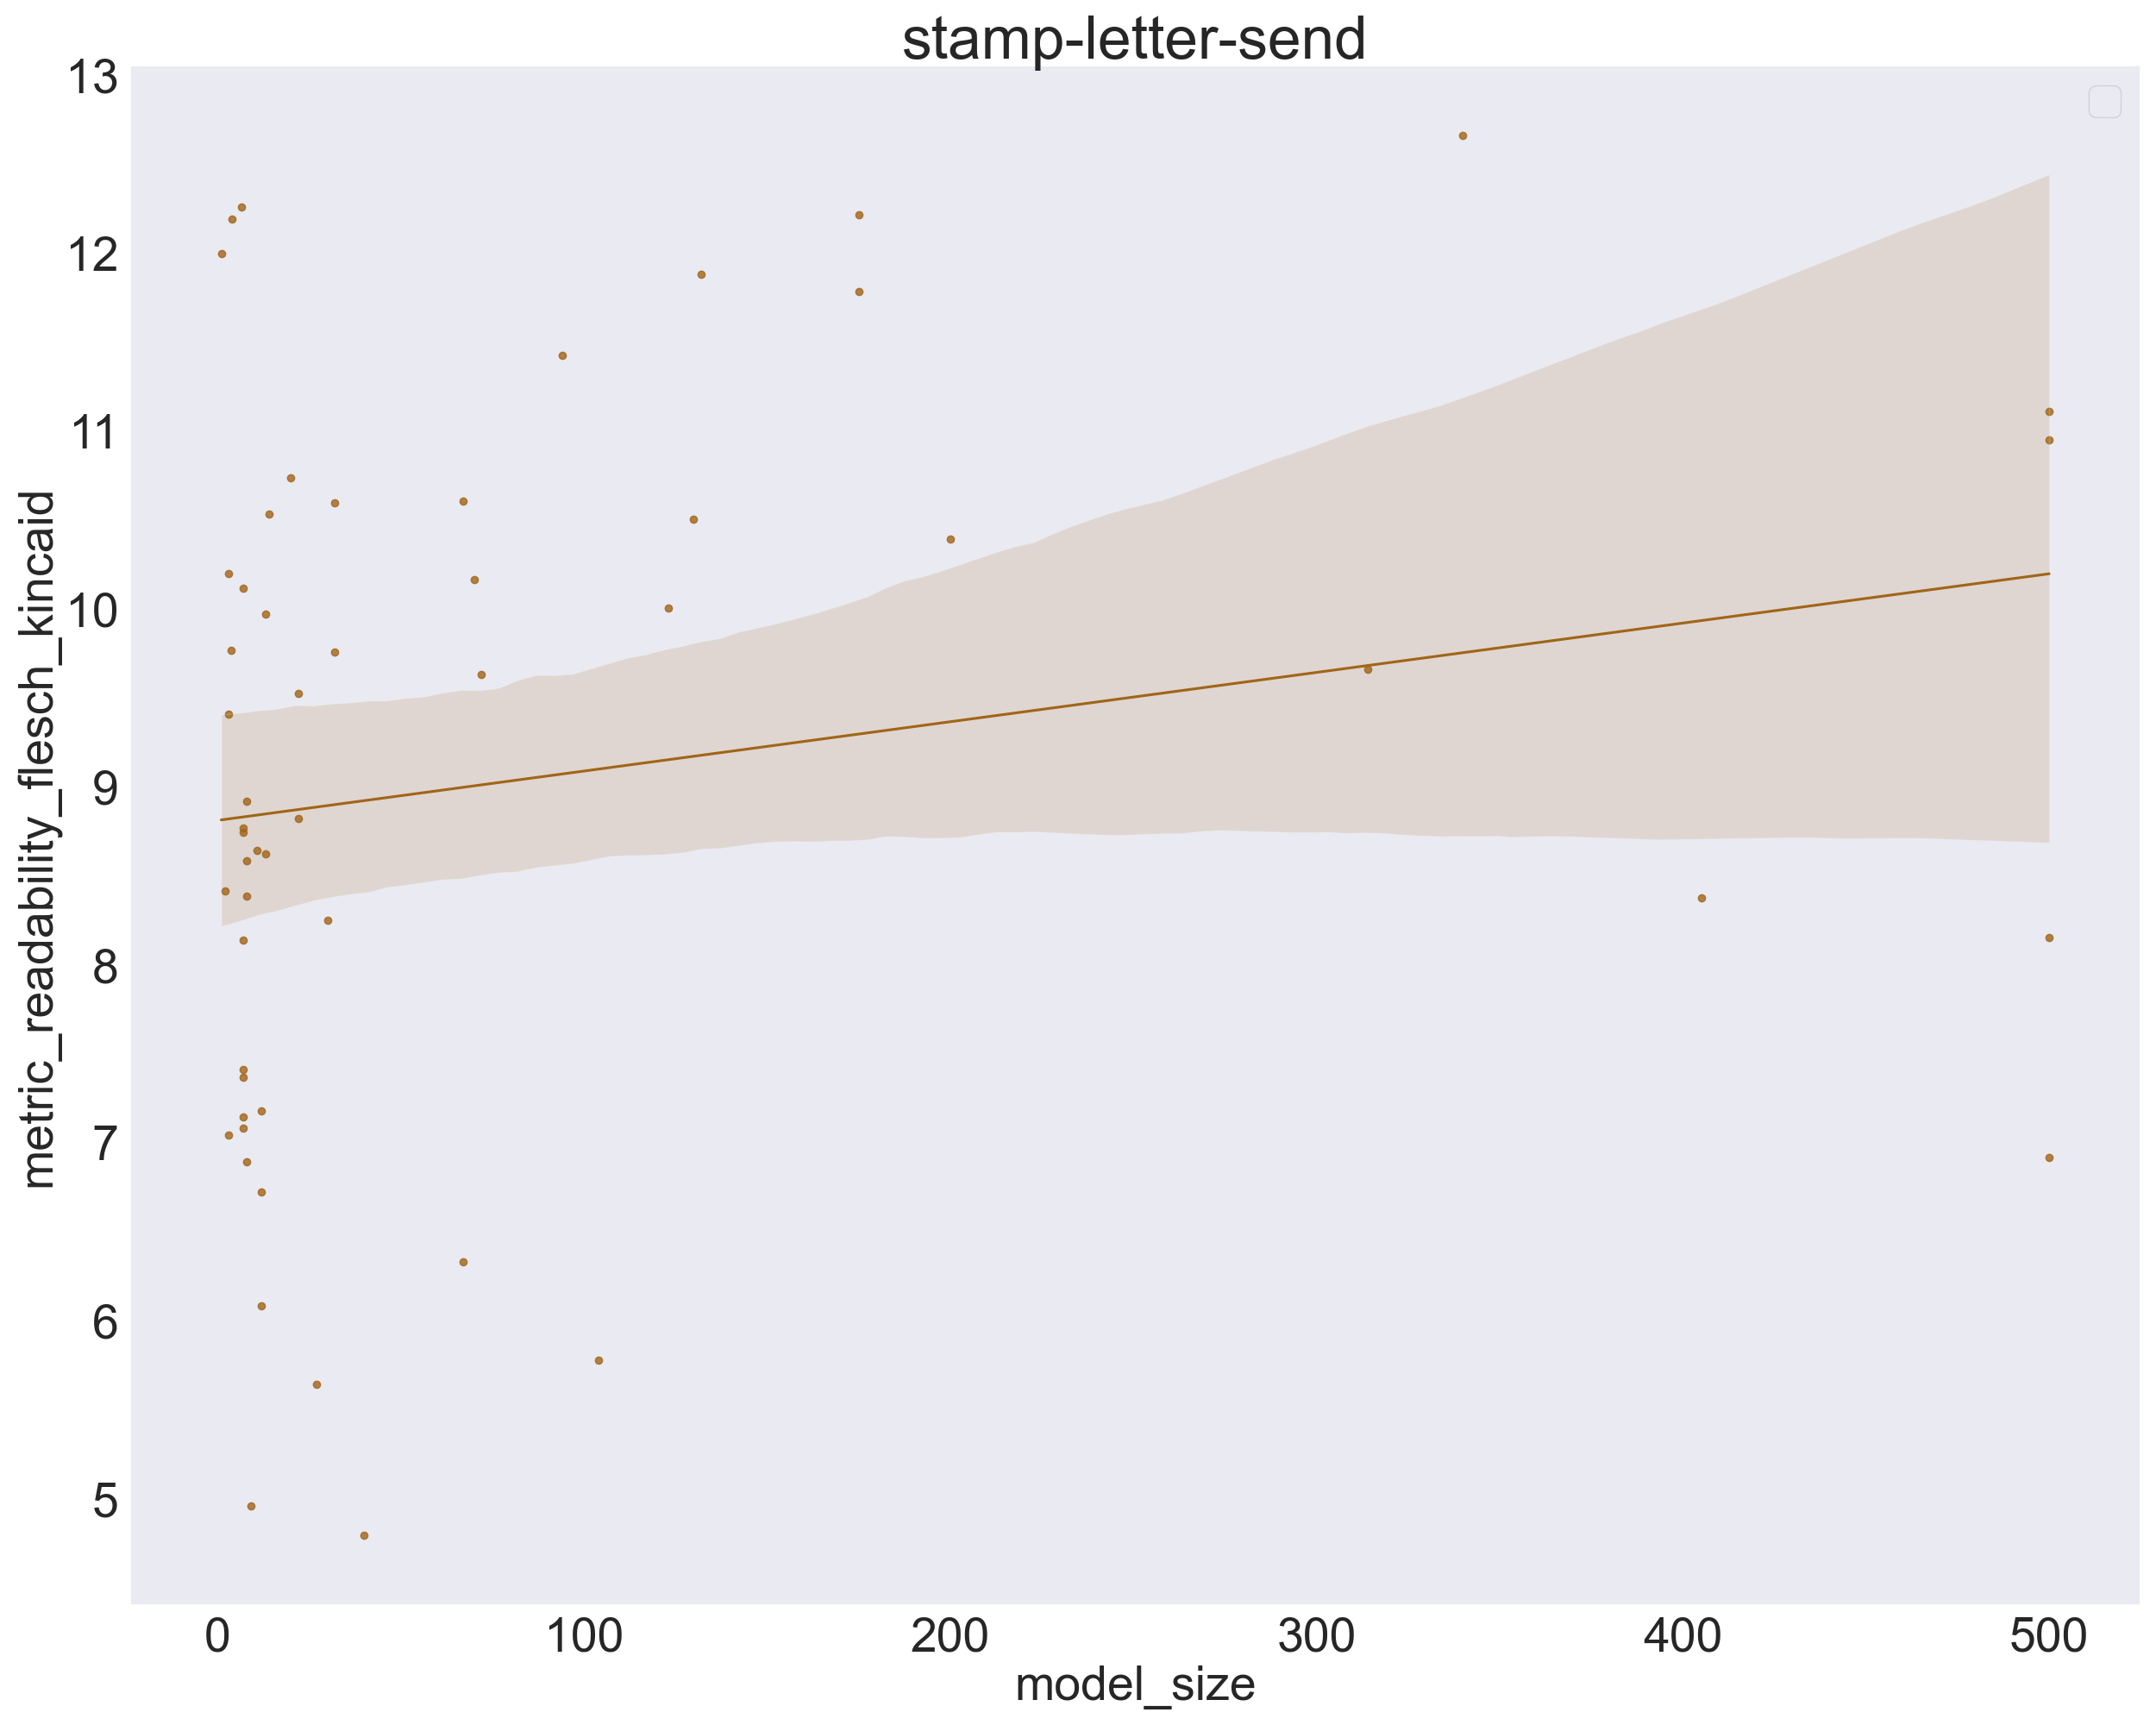 stamp-letter-send
13
12
11
10
9
8
7
6
5
metric_readability_flesch_kincaid
0 100 200 300 400 500
model_size